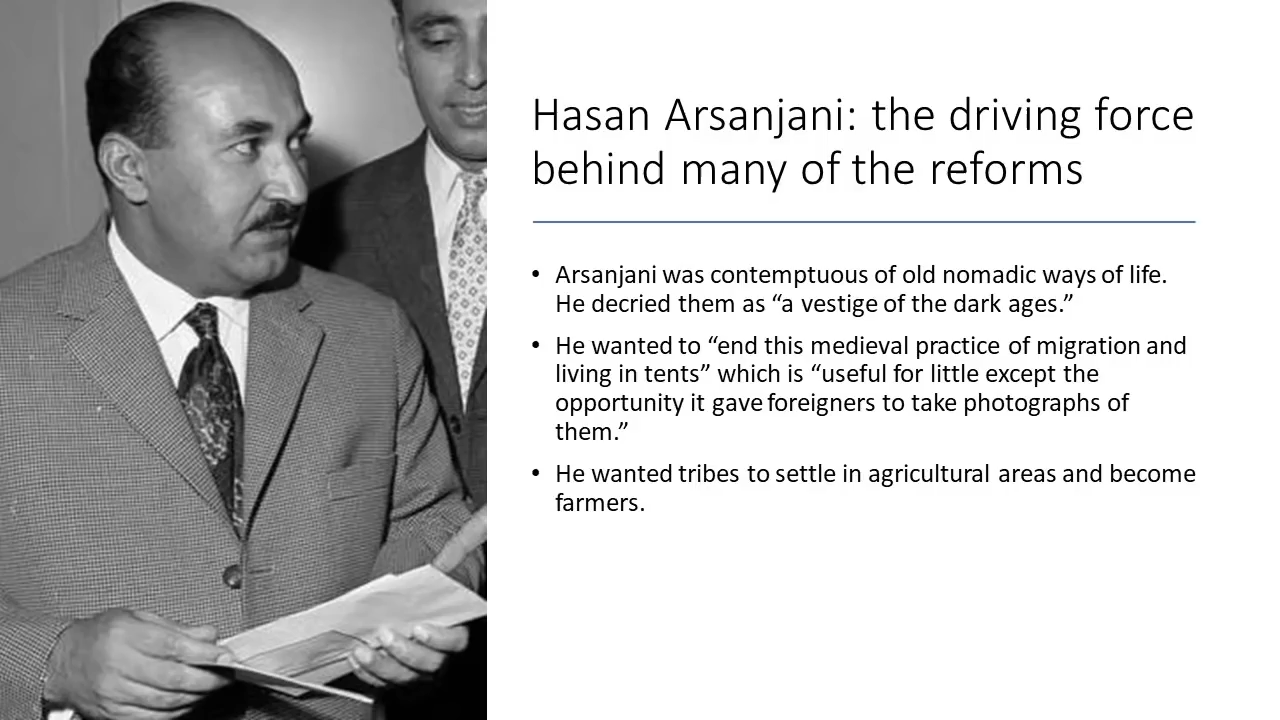 Hasan Arsanjani: the driving force
behind many of the reforms
• Arsanjani was contemptuous of old nomadic ways of life.
He decried them as “a vestige of the dark ages.”
• He wanted to “end this medieval practice of migration and
living in tents” which is “useful for little except the
opportunity it gave foreigners to take photographs of
them.”
• He wanted tribes to settle in agricultural areas and become
farmers.